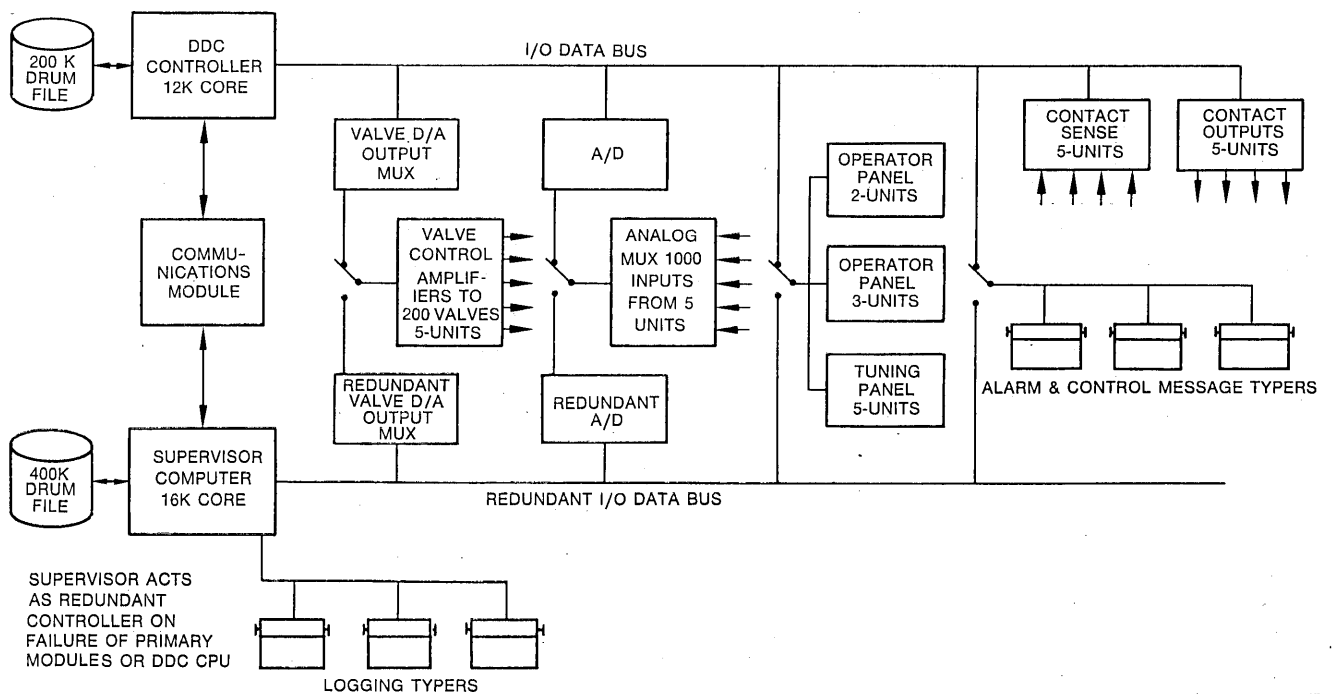 200 K
DRUM
FILE
DDC
CONTROLLER
12K CORE
I/O DATA BUS
VALVE D/A
OUTPUT
MUX
A/D
OPERATOR
PANEL
2-UNITS
CONTACT
SENSE
5-UNITS
CONTACT
OUTPUTS
5-UNITS
COMMU-
NICATIONS
MODULE
VALVE
CONTROL
AMPLIF-
IERS TO
200 VALVES
5-UNITS
ANALOG
MUX 1000
INPUTS
FROM 5
UNITS
OPERATOR
PANEL
3-UNITS
TUNING
PANEL
5-UNITS
ALARM & CONTROL MESSAGE TYPERS
REDUNDANT
VALVE D/A
OUTPUT
MUX
REDUNDANT
A/D
400K
DRUM
FILE
SUPERVISOR
COMPUTER
16K CORE
REDUNDANT I/O DATA BUS
SUPERVISOR ACTS
AS REDUNDANT
CONTROLLER ON
FAILURE OF PRIMARY
MODULES OR DDC CPU
LOGGING TYPERS